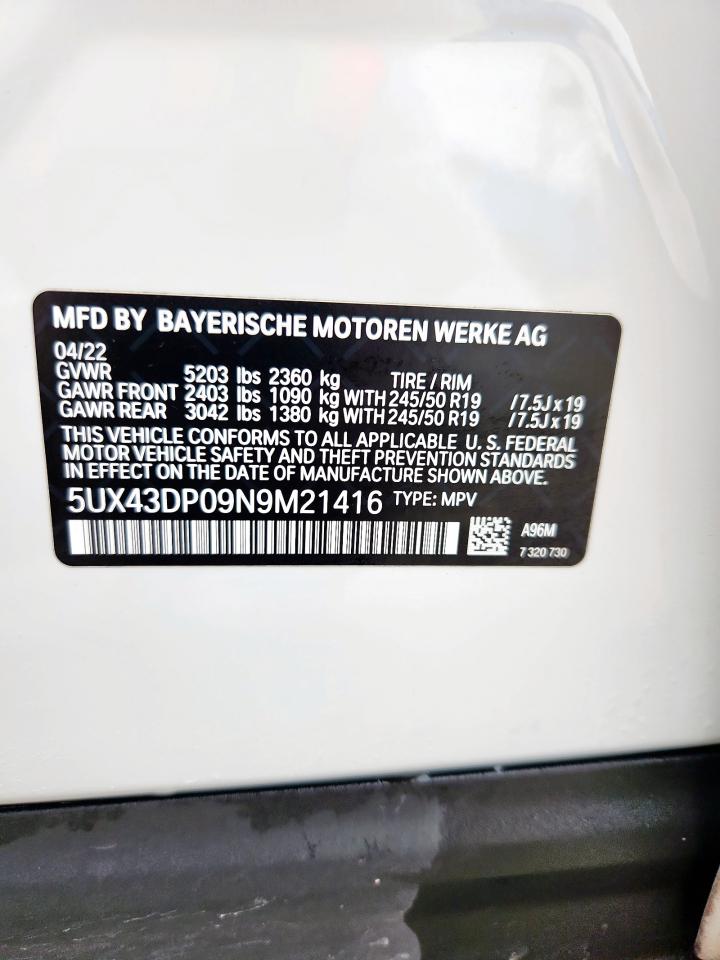 MFD BY BAYERISCHE MOTOREN WERKE AG
04/22
GVWR 5203 lbs 2360 kg TIRE / RIM
GAWR FRONT 2403 lbs 1090 kg WITH 245/50 R19 /7.5J x 19
GAWR REAR 3042 lbs 1380 kg WITH 245/50 R19 /7.5J x 19
THIS VEHICLE CONFORMS TO ALL APPLICABLE U. S. FEDERAL
MOTOR VEHICLE SAFETY AND THEFT PREVENTION STANDARDS
IN EFFECT ON THE DATE OF MANUFACTURE SHOWN ABOVE.
5UX43DP09N9M21416 TYPE: MPV
A96M
7 320 730